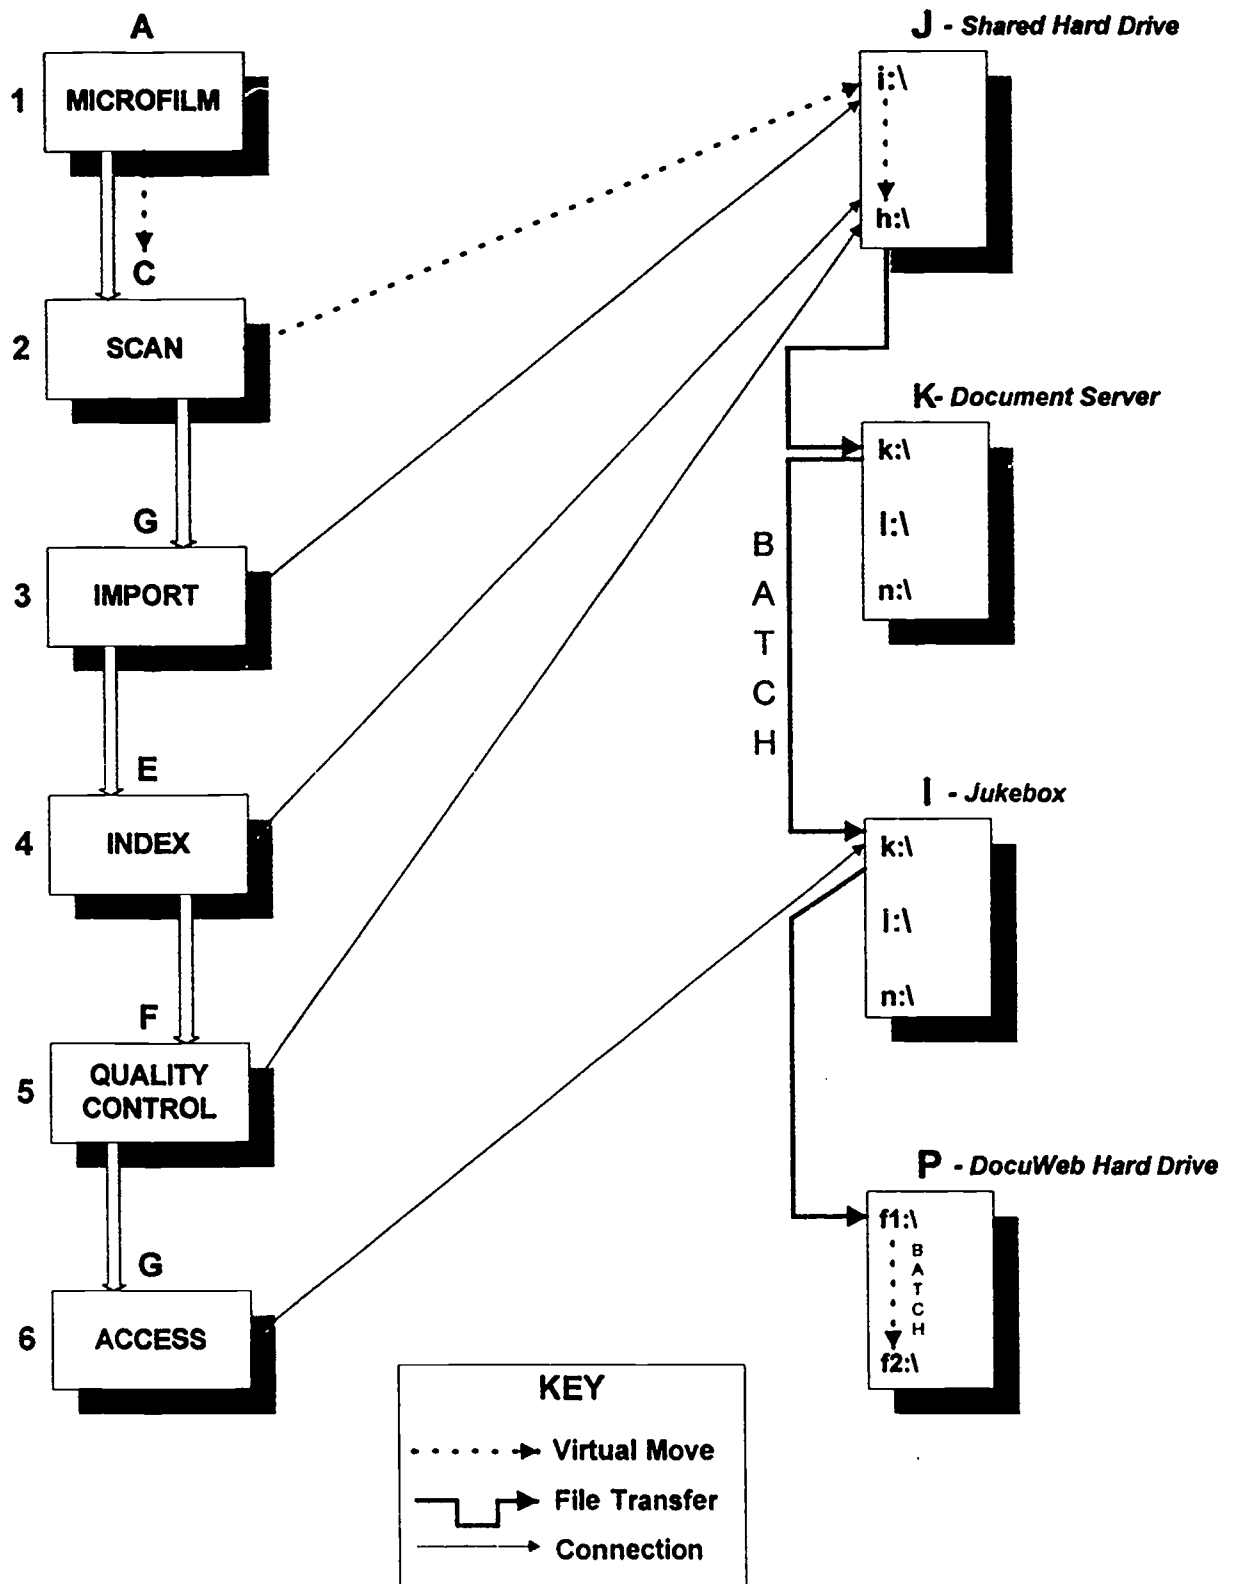 A
1 MICROFILM
C
2 SCAN
G
3 IMPORT
E
4 INDEX
F
5 QUALITY
CONTROL
G
6 ACCESS
J - Shared Hard Drive
i:\
h:\
K- Document Server
k:\
l:\
n:\
B
A
T
C
H
I - Jukebox
k:\
l:\
n:\
P - DocuWeb Hard Drive
f1:\
B
A
T
C
H
f2:\
KEY
Virtual Move
File Transfer
Connection